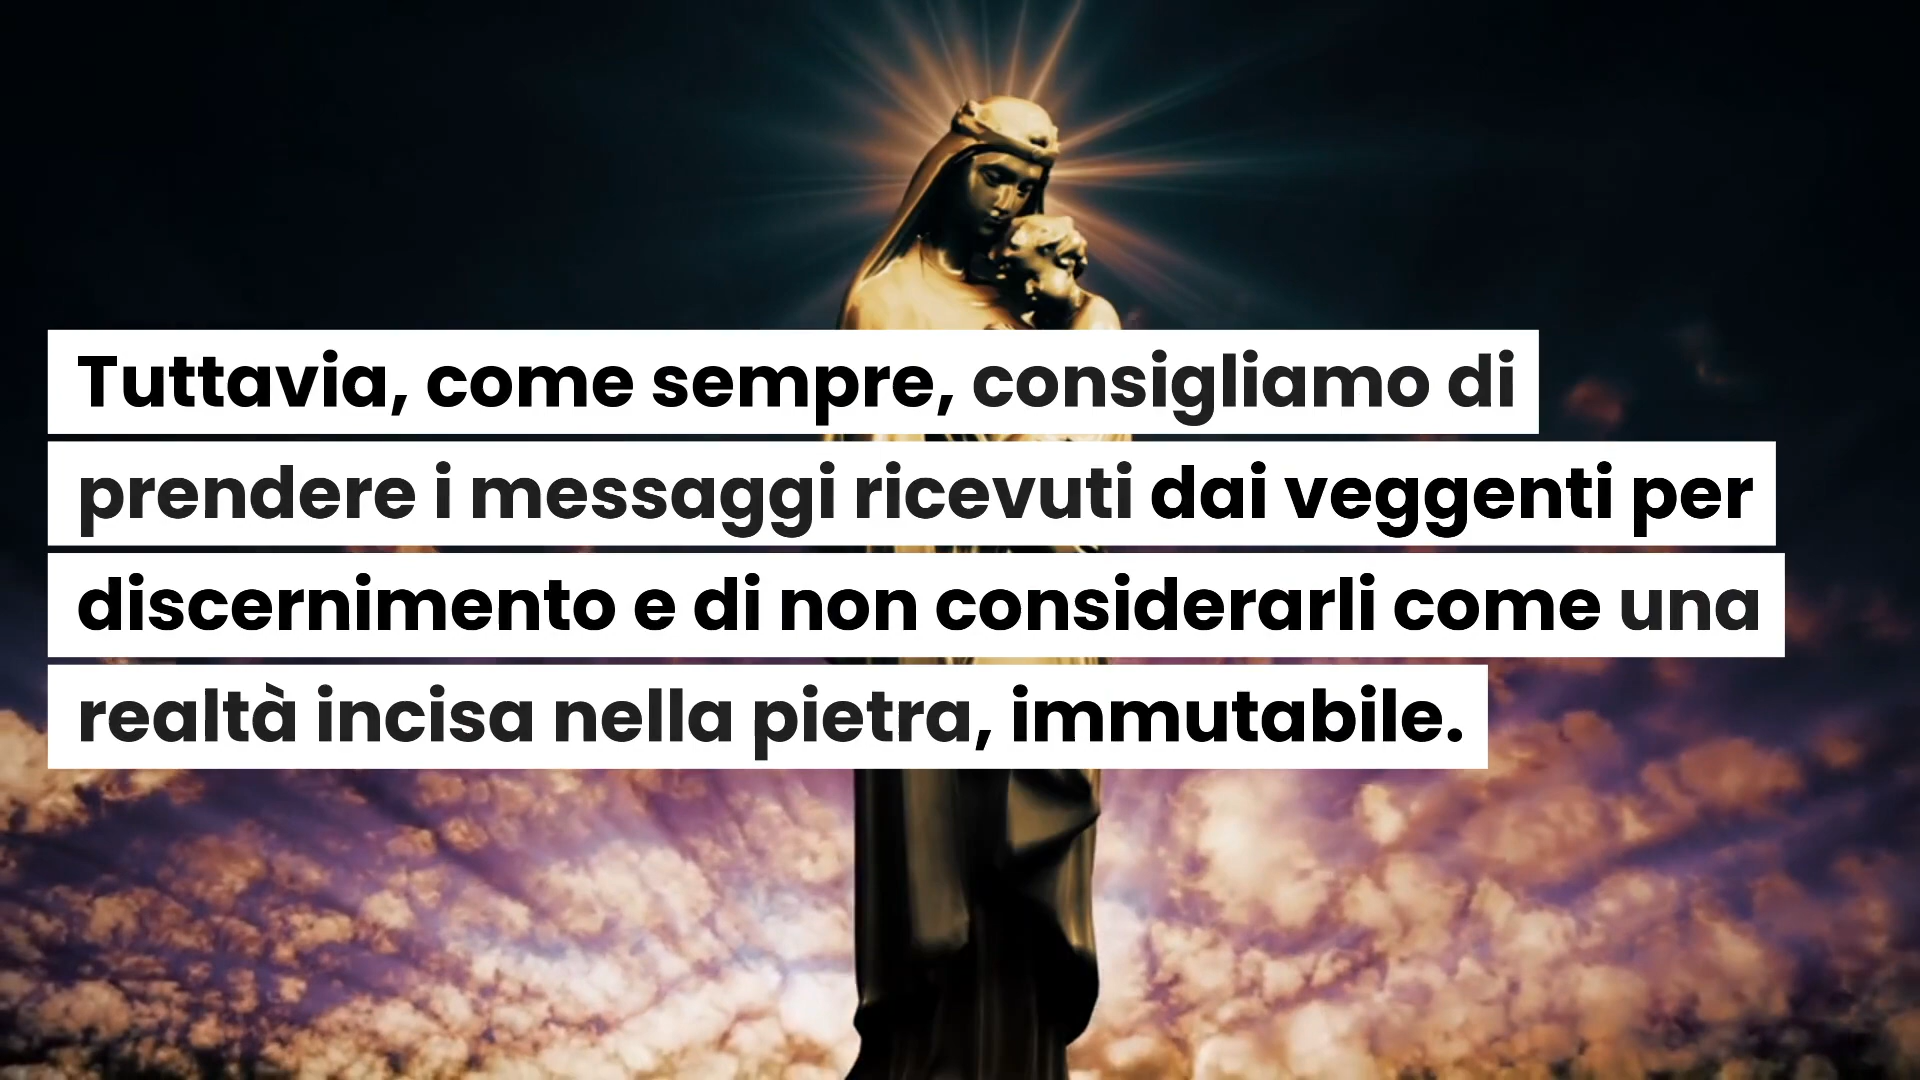 Tuttavia, come sempre, consigliamo di
prendere i messaggi ricevuti dai veggenti per
discernimento e di non considerarli come una
realtà incisa nella pietra, immutabile.